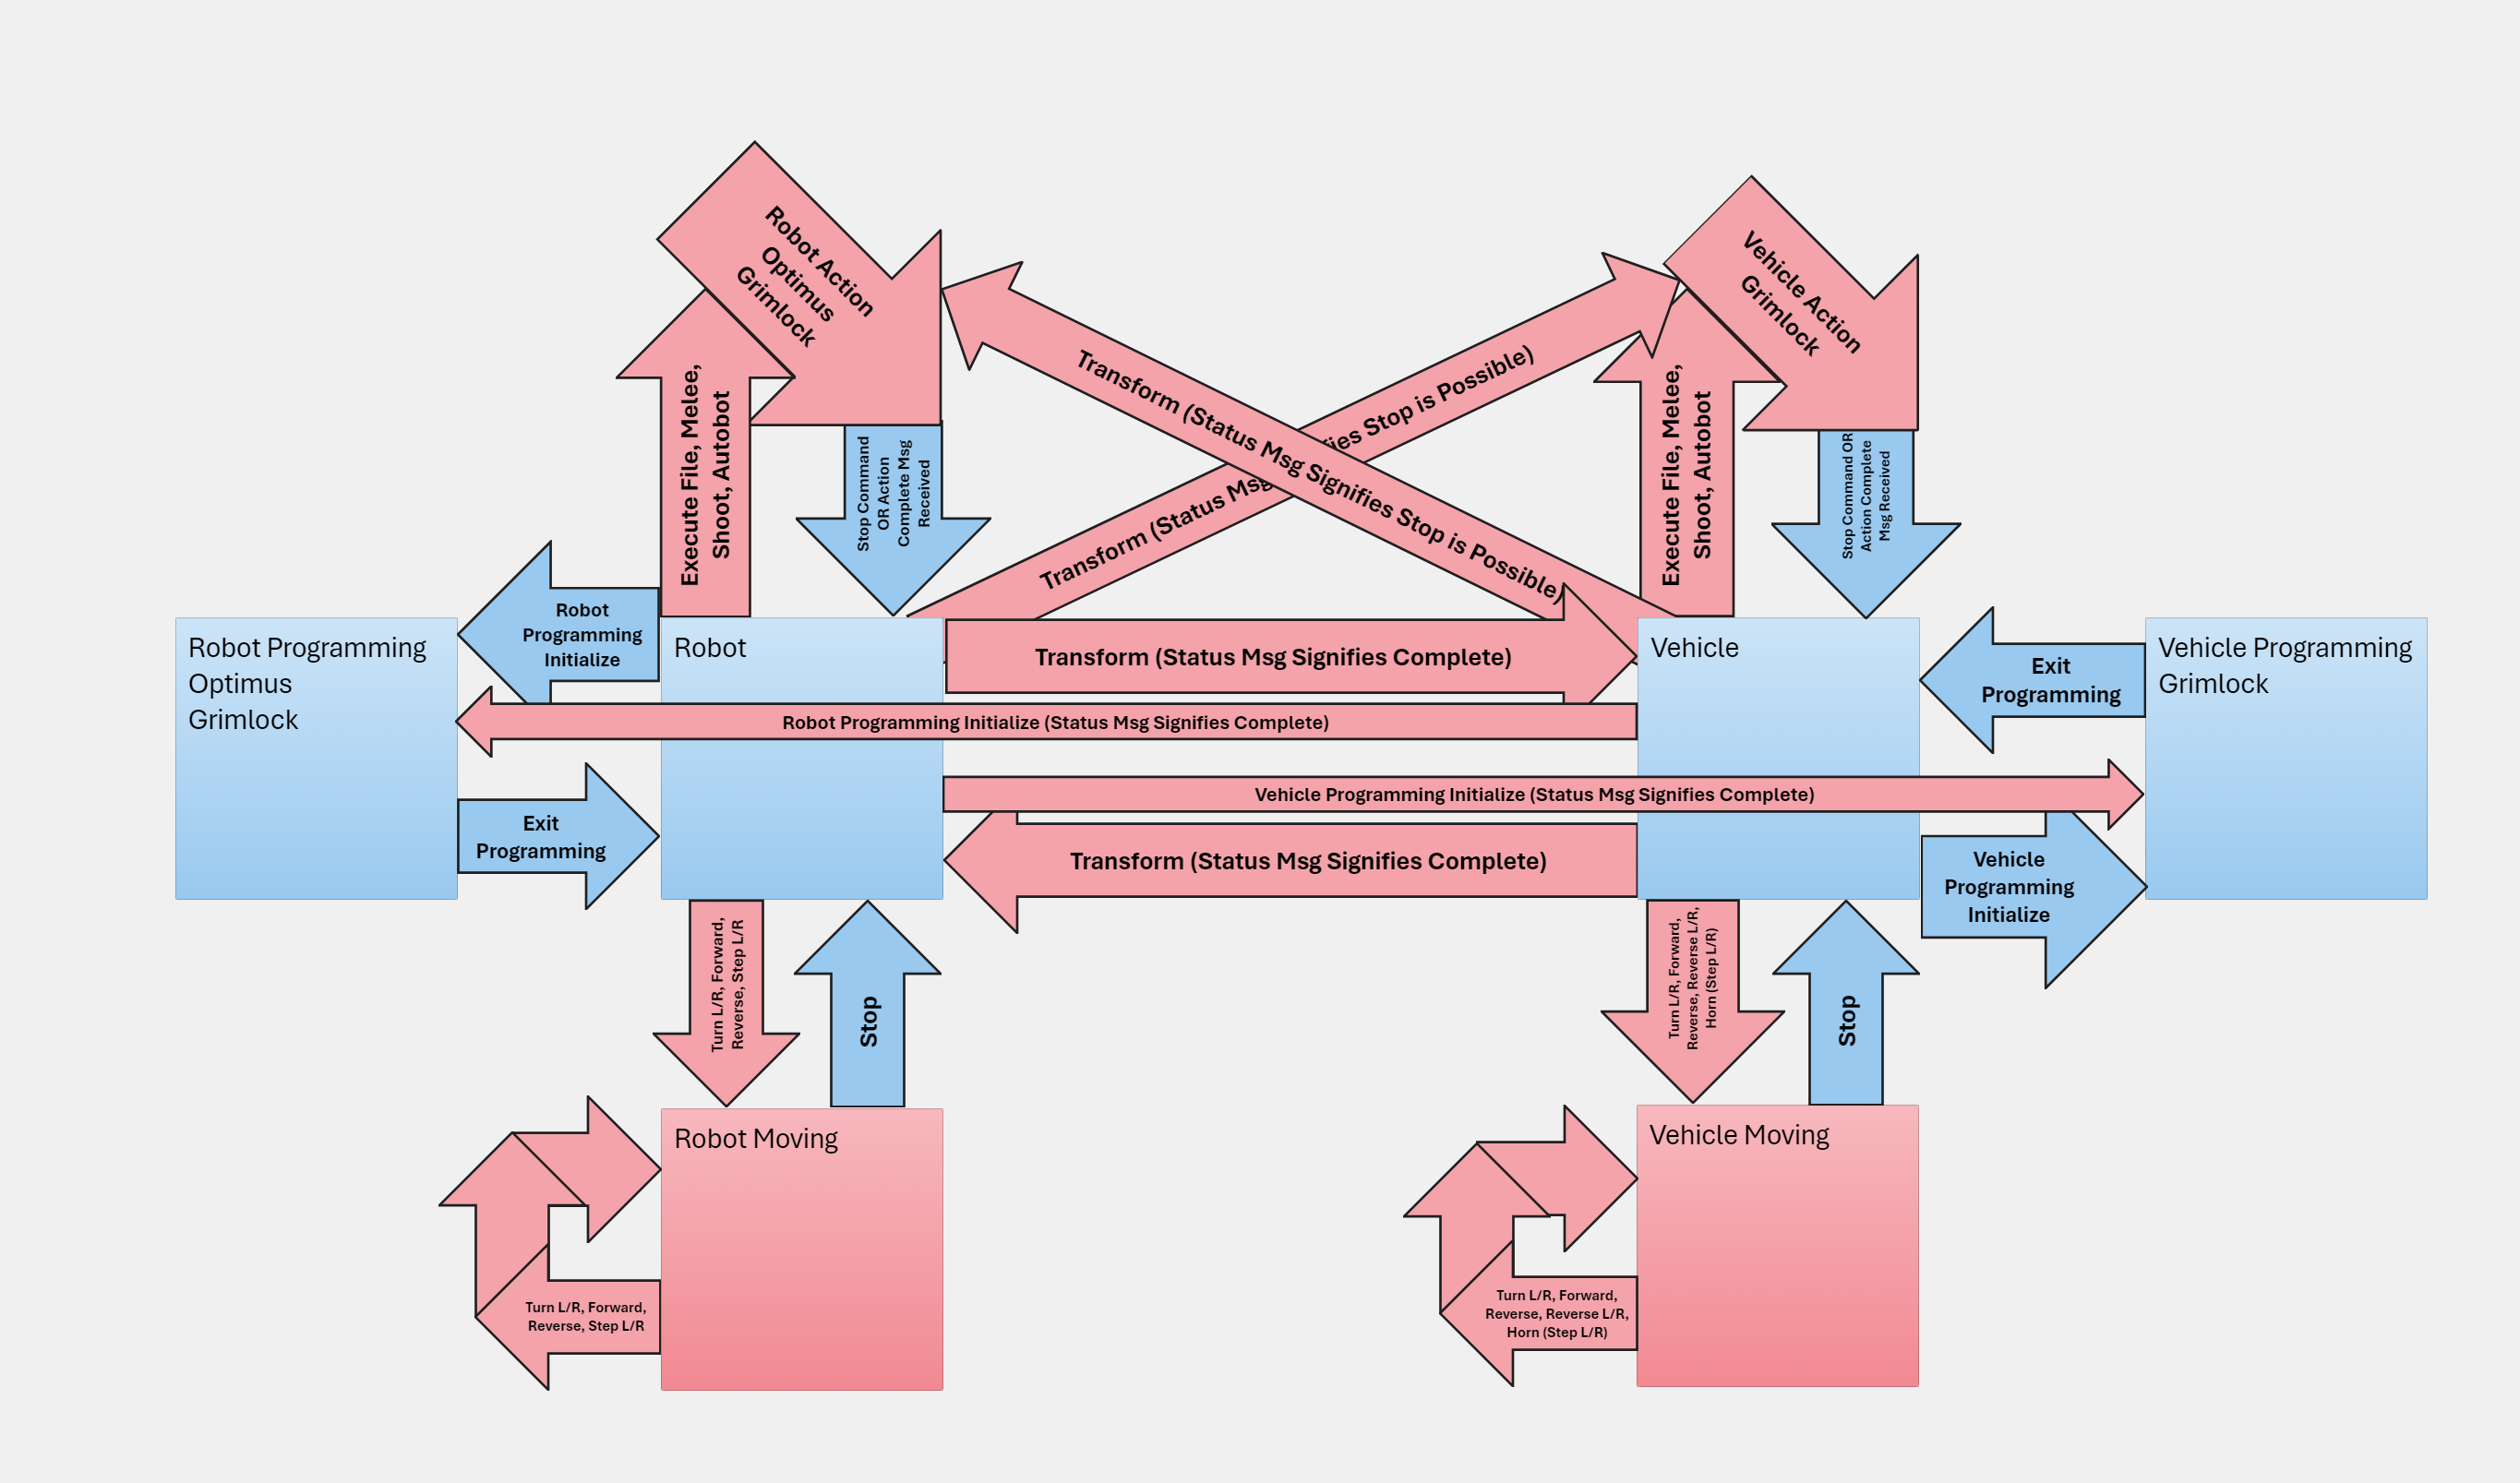 Robot Action
Optimus
Grimlock
Vehicle Action
Grimlock
Execute File, Melee,
Shoot, Autobot
Stop Command
OR Action
Complete Msg
Received
Transform (Status Msg Signifies Stop is Possible)
Transform (Status Msg fies Stop is Possible)
Execute File, Melee,
Shoot, Autobot
Stop Command OR
Action Complete
Msg Received
Robot Programming
Optimus
Grimlock
Robot
Programming
Initialize
Robot
Transform (Status Msg Signifies Complete)
Vehicle
Exit
Programming
Vehicle Programming
Grimlock
Robot Programming Initialize (Status Msg Signifies Complete)
Vehicle Programming Initialize (Status Msg Signifies Complete)
Exit
Programming
Transform (Status Msg Signifies Complete)
Vehicle
Programming
Initialize
Turn L/R, Forward,
Reverse, Step L/R
Stop
Turn L/R, Forward,
Reverse, Reverse L/R,
Horn (Step L/R)
Stop
Robot Moving
Vehicle Moving
Turn L/R, Forward,
Reverse, Step L/R
Turn L/R, Forward,
Reverse, Reverse L/R,
Horn (Step L/R)